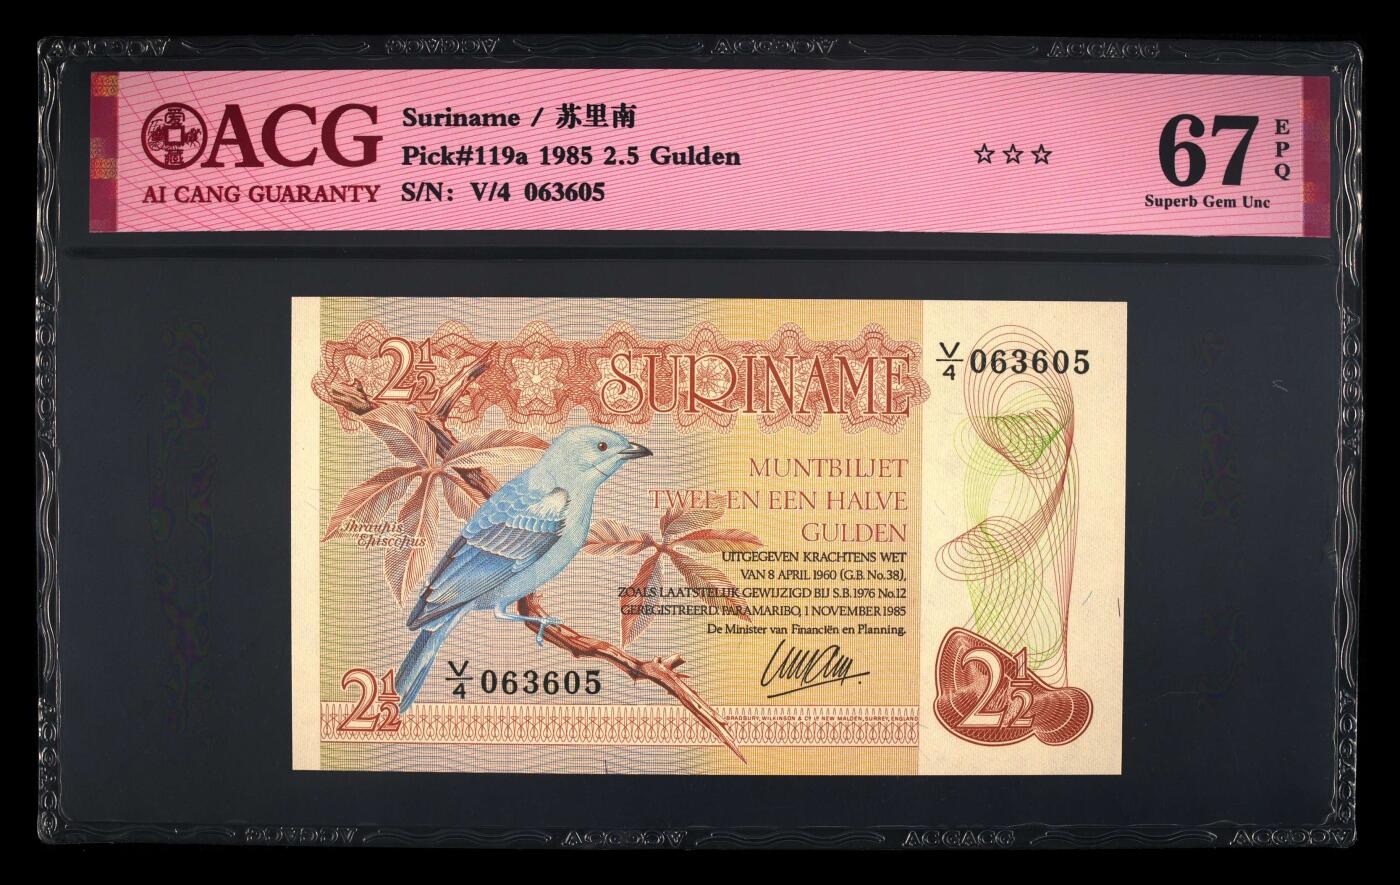 ACG
AI CANG GUARANTY
Suriname / 苏里南
Pick#119a 1985 2.5 Gulden
S/N: V/4 063605
☆☆☆
67
EPQ
Superb Gem Unc
2½
SURINAME
V/4 063605
MUNTBILJET
TWEE EN EEN HALVE
GULDEN
Thraupis
Episcopus
UITGEGEVEN KRACHTENS WET
VAN 8 APRIL 1960 (G.B. No. 38),
ZOALS LAATSTELIJK GEWIJZIGD BIJ S.B. 1976 No. 12
GEREGISTREERD: PARAMARIBO, 1 NOVEMBER 1985
De Minister van Financiën en Planning.
V/4 063605
2½
2½
BRADBURY, WILKINSON & Cº Lº NEW MALDEN, SURREY, ENGLAND